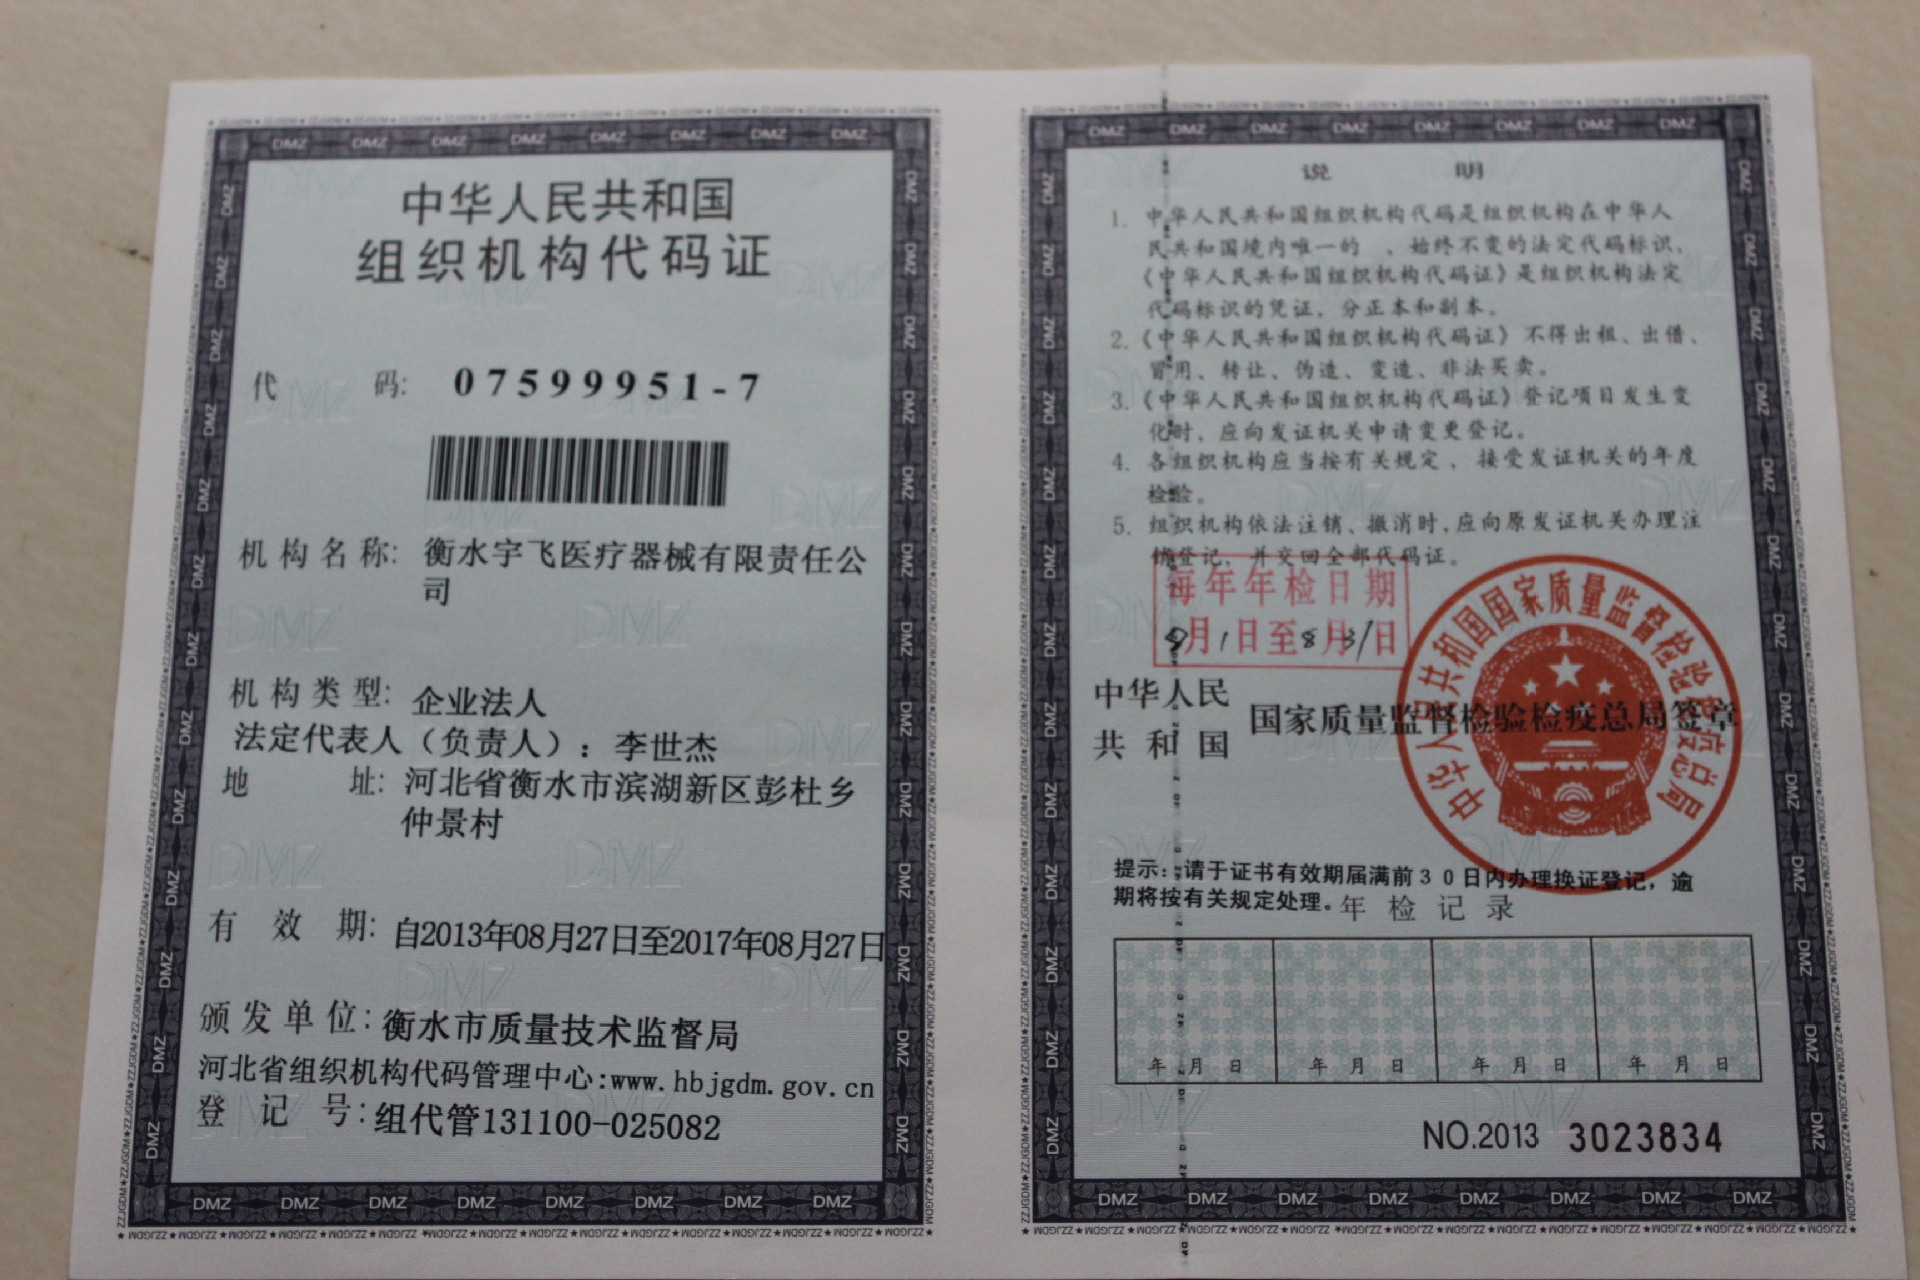 中华人民共和国
组织机构代码证
代 码: 07599951-7
机构名称: 衡水宇飞医疗器械有限责任公
司
机构类型: 企业法人
法定代表人（负责人）: 李世杰
地 址: 河北省衡水市滨湖新区彭杜乡
仲景村
有 效 期: 自2013年08月27日至2017年08月27日
颁发单位: 衡水市质量技术监督局
河北省组织机构代码管理中心:www.hbjgdm.gov.cn
登 记 号: 组代管131100-025082
说 明
1. 中华人民共和国组织机构代码是组织机构在中华人
民共和国境内唯一的 、始终不变的法定代码标识、
《中华人民共和国组织机构代码证》是组织机构法定
代码标识的凭证，分正本和副本。
2.《中华人民共和国组织机构代码证》不得出租、出借、
冒用、转让、伪造、变造、非法买卖。
3.《中华人民共和国组织机构代码证》登记项目发生变
化时，应向发证机关申请变更登记。
4. 各组织机构应当按有关规定，接受发证机关的年度
检验。
5. 组织机构依法注销、撤消时，应向原发证机关办理注
销登记，并交回全部代码证。
每年年检日期
月1日至8月31日
中华人民
共和国 国家质量监督检验检疫总局签章
中华人民共和国国家质量监督检验检疫总局
提示：请于证书有效期届满前30日内办理换证登记，逾
期将按有关规定处理。
年检记录
年 月 日 年 月 日 年 月 日 年 月 日
NO.2013 3023834